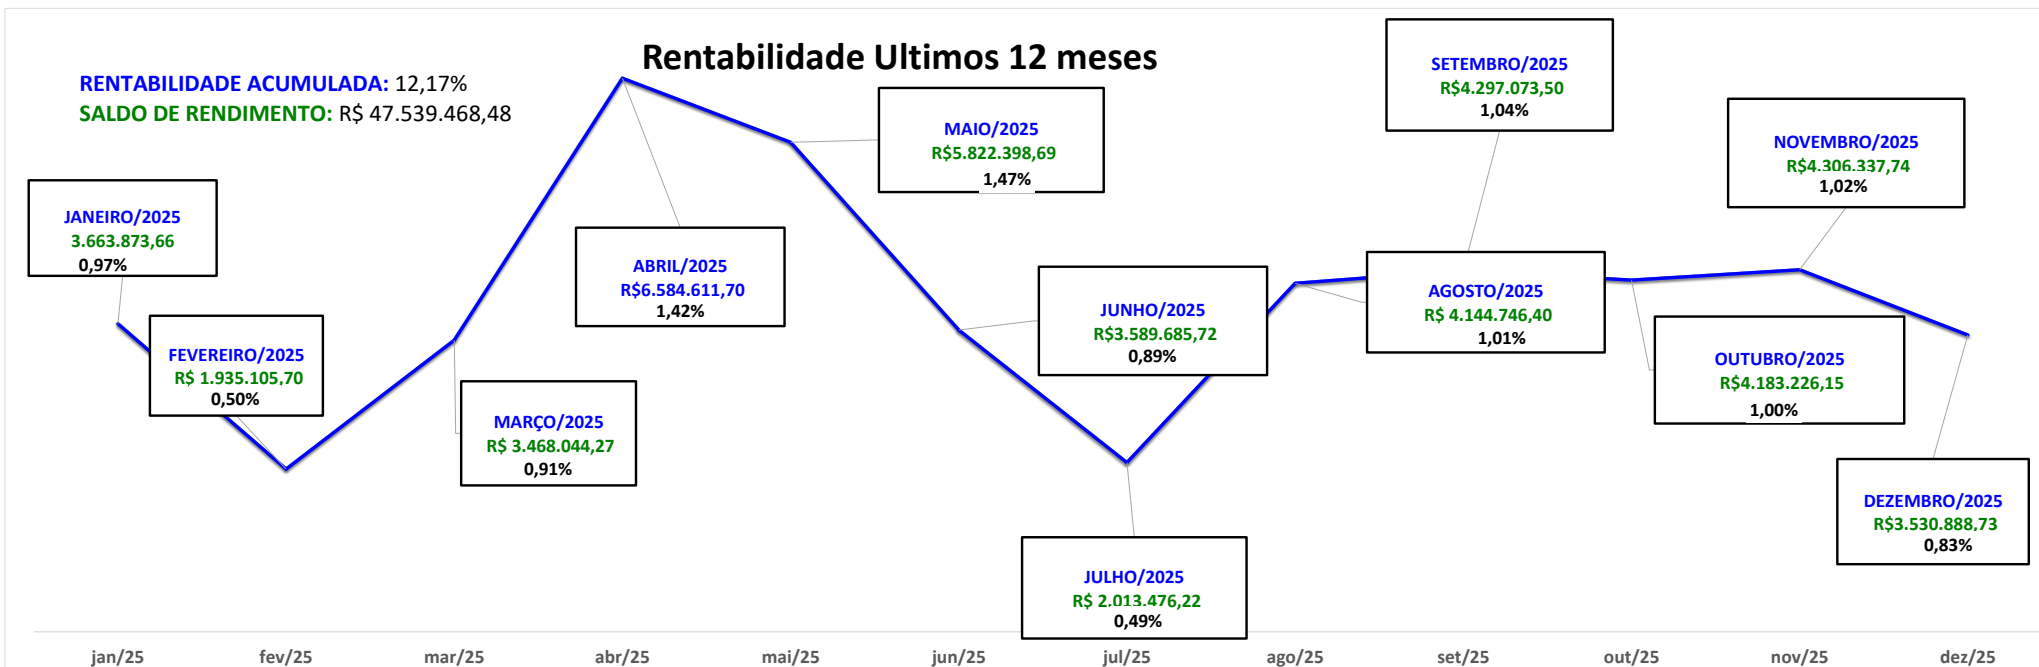 Rentabilidade Ultimos 12 meses
RENTABILIDADE ACUMULADA: 12,17%
SALDO DE RENDIMENTO: R$ 47.539.468,48
JANEIRO/2025
3.663.873,66
0,97%
FEVEREIRO/2025
R$ 1.935.105,70
0,50%
MARÇO/2025
R$ 3.468.044,27
0,91%
ABRIL/2025
R$6.584.611,70
1,42%
MAIO/2025
R$5.822.398,69
1,47%
JUNHO/2025
R$3.589.685,72
0,89%
JULHO/2025
R$ 2.013.476,22
0,49%
AGOSTO/2025
R$ 4.144.746,40
1,01%
SETEMBRO/2025
R$4.297.073,50
1,04%
OUTUBRO/2025
R$4.183.226,15
1,00%
NOVEMBRO/2025
R$4.306.337,74
1,02%
DEZEMBRO/2025
R$3.530.888,73
0,83%
jan/25
fev/25
mar/25
abr/25
mai/25
jun/25
jul/25
ago/25
set/25
out/25
nov/25
dez/25